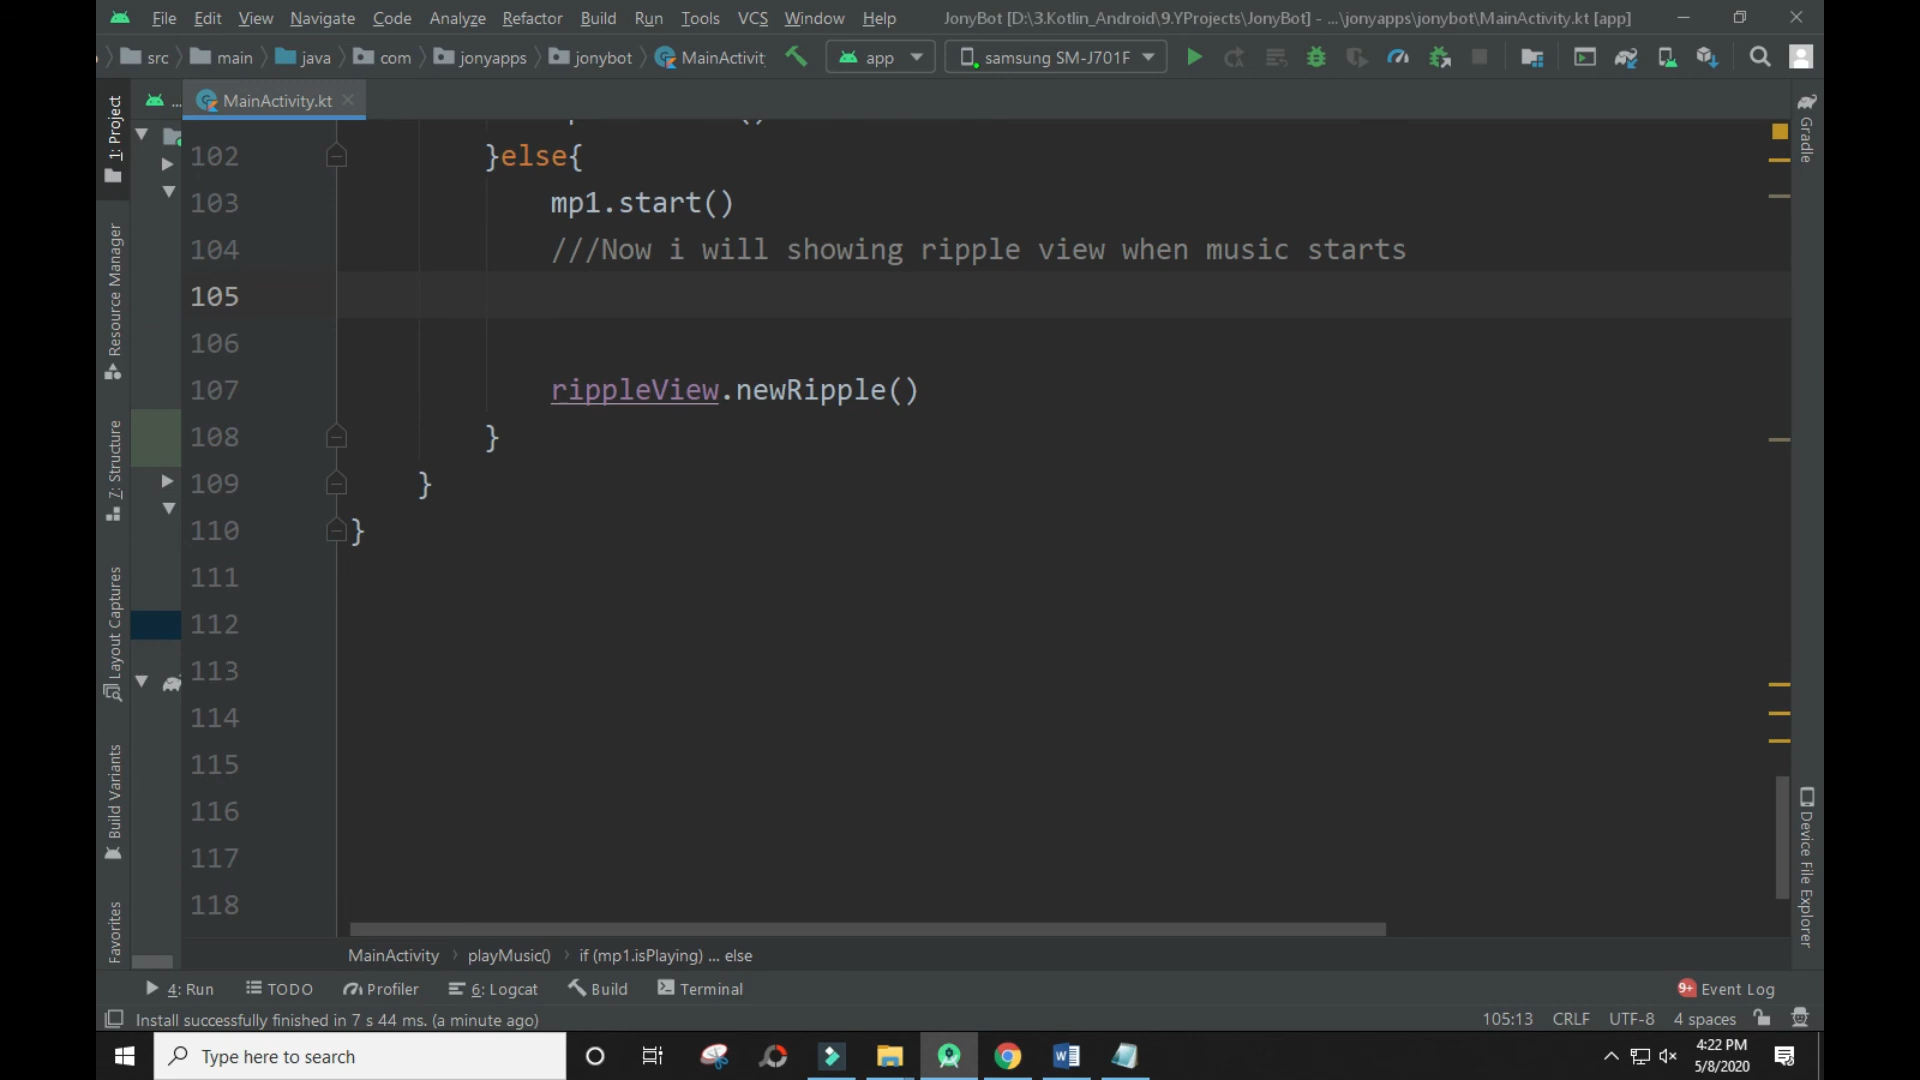 File Edit View Navigate Code Analyze Refactor Build Run Tools VCS Window Help JonyBot [D:\3.Kotlin_Android\9.YProjects\JonyBot] - ...\jonyapps\jonybot\MainActivity.kt [app]
src main java com jonyapps jonybot MainActivit app samsung SM-J701F
... MainActivity.kt
1: Project
Resource Manager
7: Structure
Layout Captures
Build Variants
Favorites
102 }else{
103 mp1.start()
104 ///Now i will showing ripple view when music starts
105
106
107 rippleView.newRipple()
108 }
109 }
110 }
111
112
113
114
115
116
117
118
Gradle
Device File Explorer
MainActivity playMusic() if (mp1.isPlaying) ... else
4: Run TODO Profiler 6: Logcat Build Terminal 9+ Event Log
Install successfully finished in 7 s 44 ms. (a minute ago) 105:13 CRLF UTF-8 4 spaces
Type here to search 4:22 PM
5/8/2020